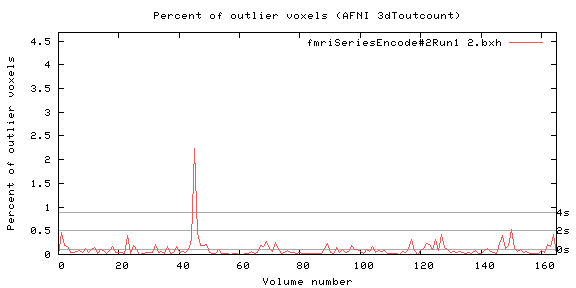 Percent of outlier voxels (AFNI 3dToutcount)
fmriSeriesEncode#2Run1 2.bxh
Percent of outlier voxels
4.5
4
3.5
3
2.5
2
1.5
1
0.5
0
4s
2s
0s
0 20 40 60 80 100 120 140 160
Volume number